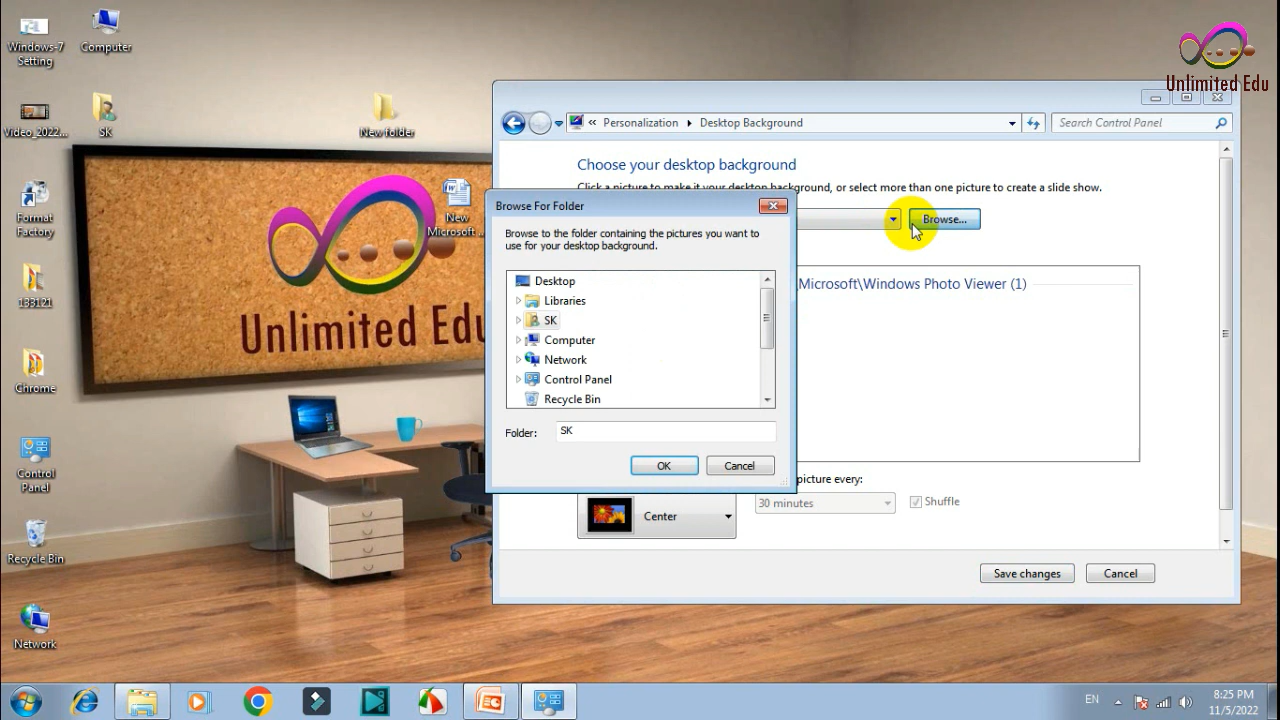 Windows-7
Setting
Computer
Unlimited Edu
Video_2022...
SK
New folder
Personalization
Desktop Background
Search Control Panel
Choose your desktop background
Click a picture to make it your desktop background, or select more than one picture to create a slide show.
Browse For Folder
Browse...
Browse to the folder containing the pictures you want to
use for your desktop background.
Format
Factory
New
Microsoft ...
Desktop
Libraries
SK
Computer
Network
Control Panel
Recycle Bin
\Microsoft\Windows Photo Viewer (1)
133121
Unlimited Edu
Chrome
Folder:
SK
OK
Cancel
Control
Panel
picture every:
Center
30 minutes
Shuffle
Recycle Bin
Save changes
Cancel
Network
EN
8:25 PM
11/5/2022